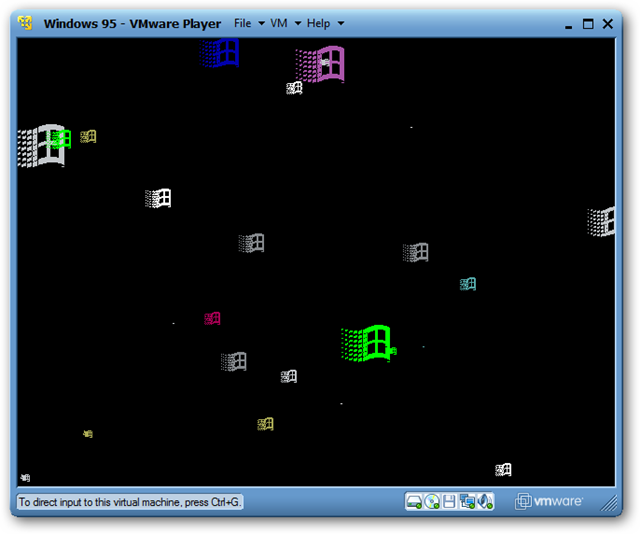 Windows 95 - VMware Player File VM Help
To direct input to this virtual machine, press Ctrl+G. vmware